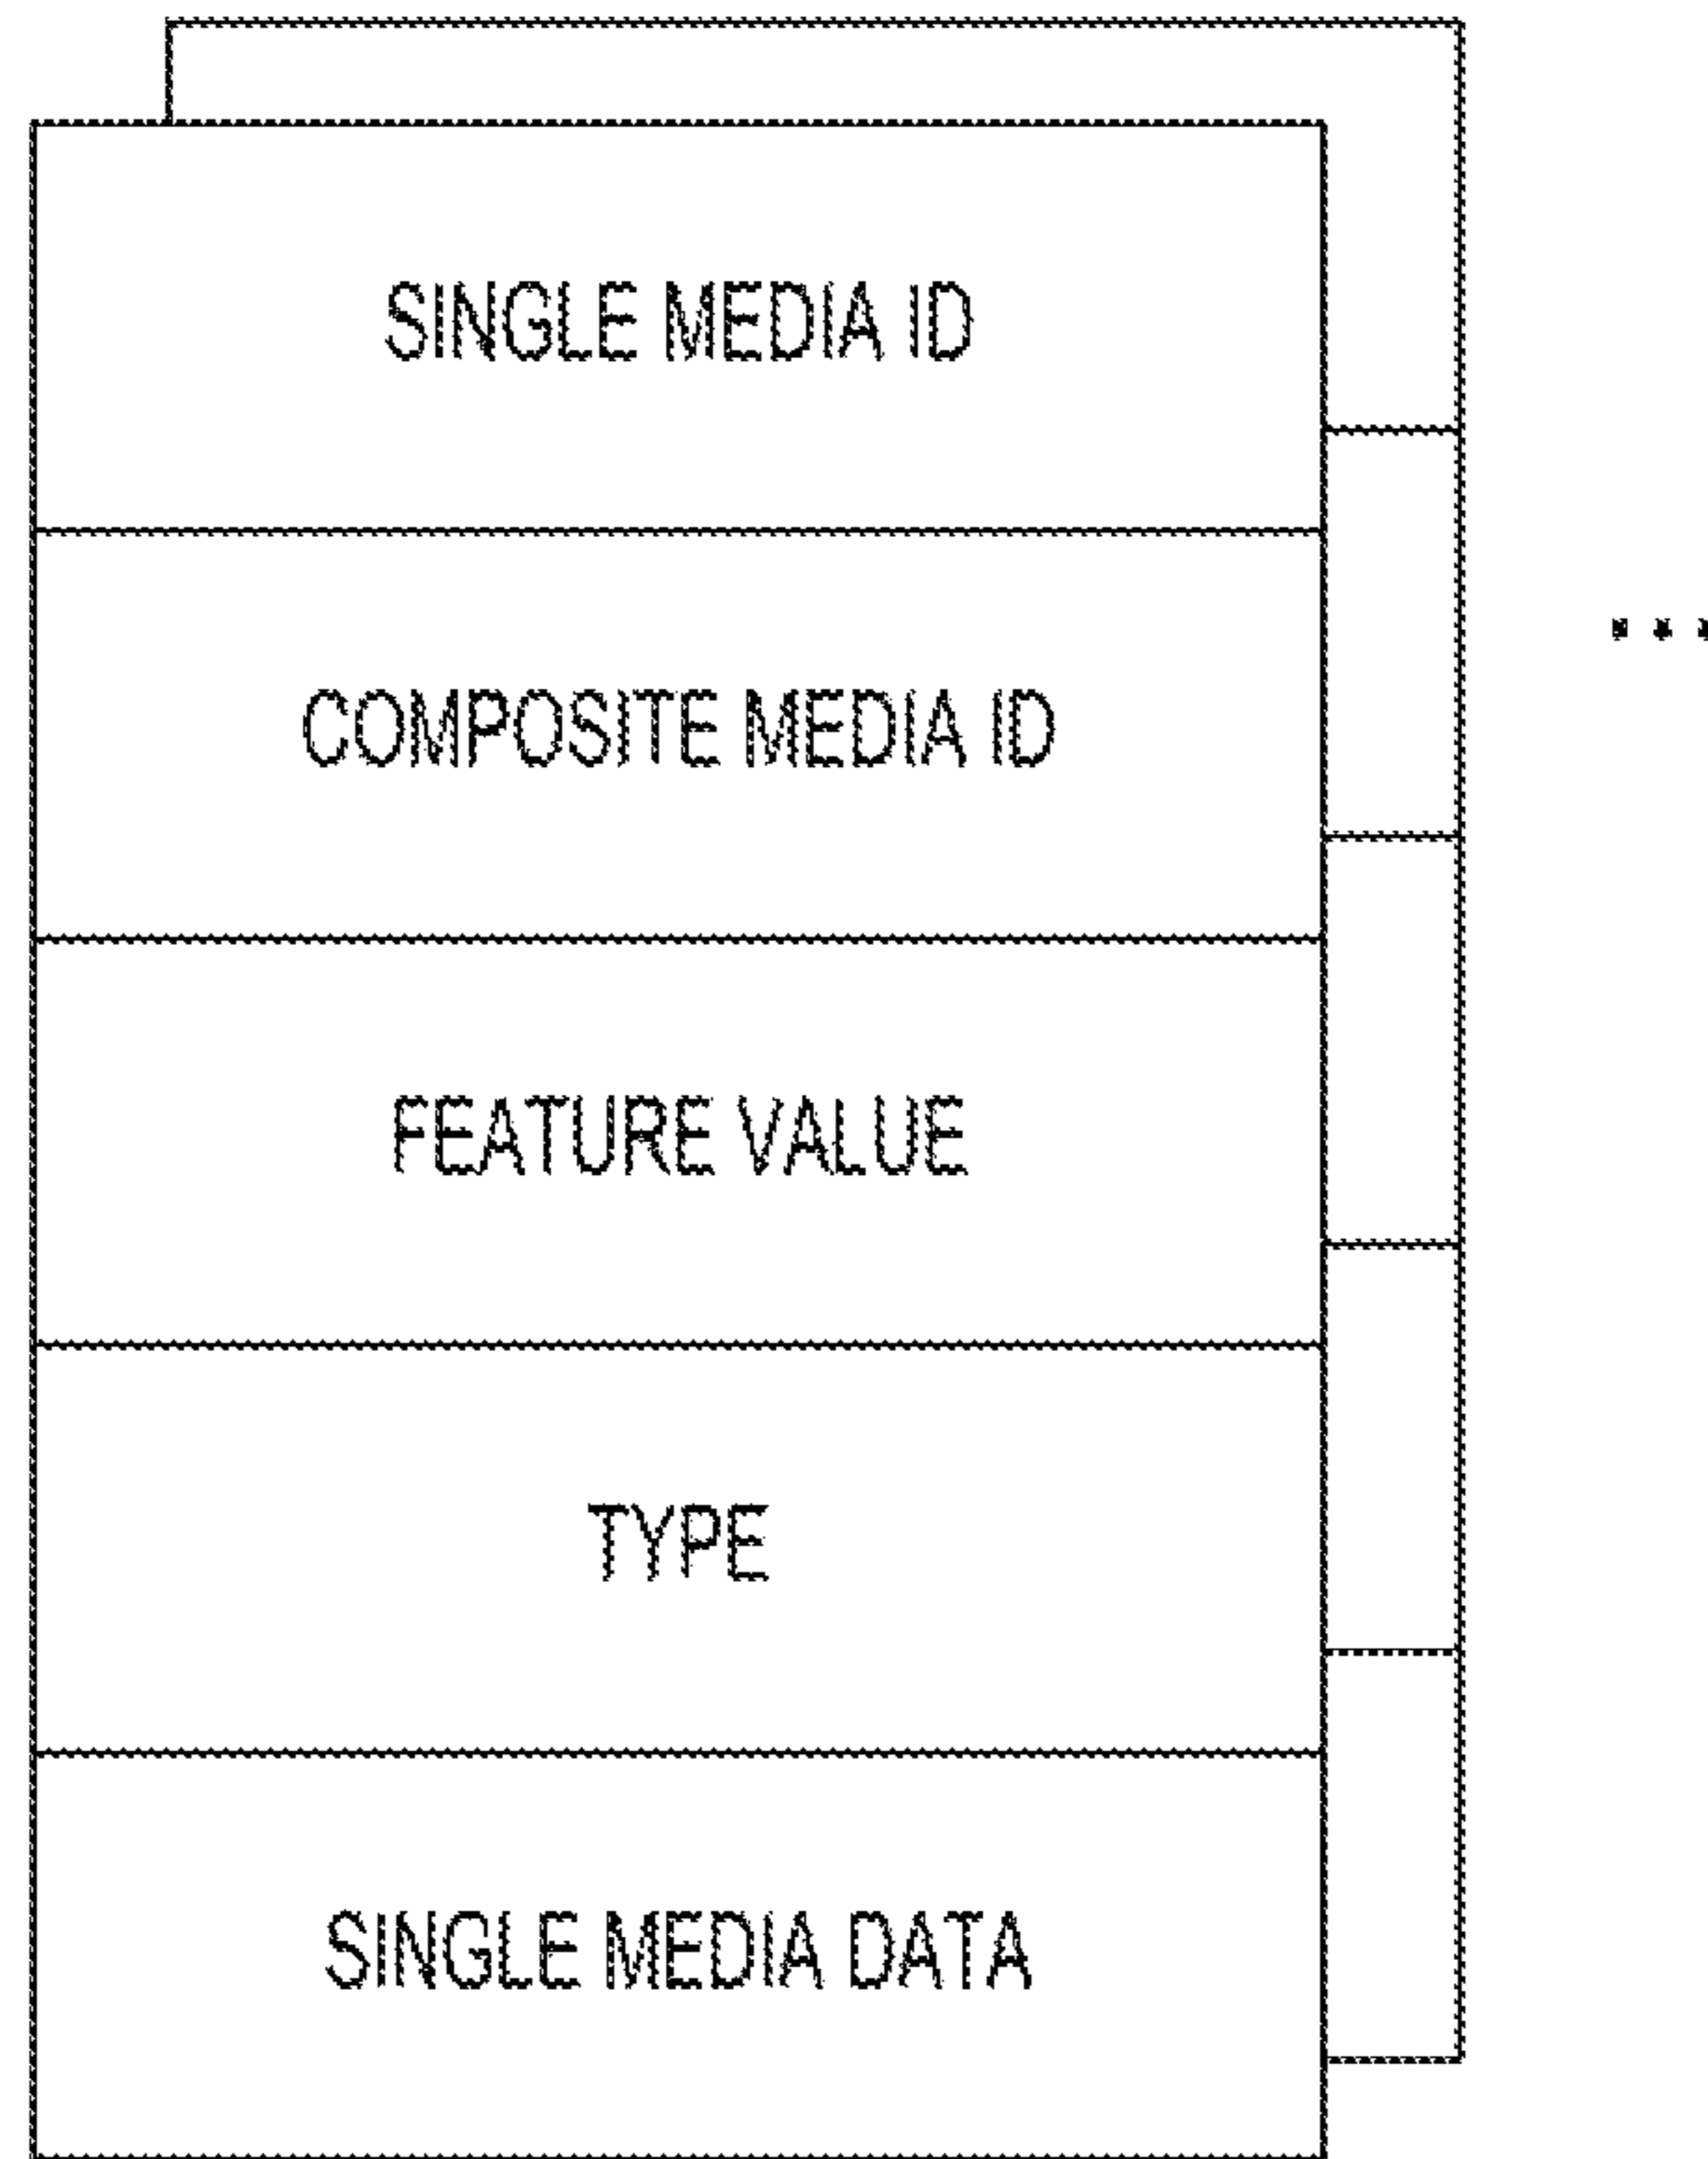 SINGLE MEDIA ID
COMPOSITE MEDIA ID
...
FEATURE VALUE
TYPE
SINGLE MEDIA DATA